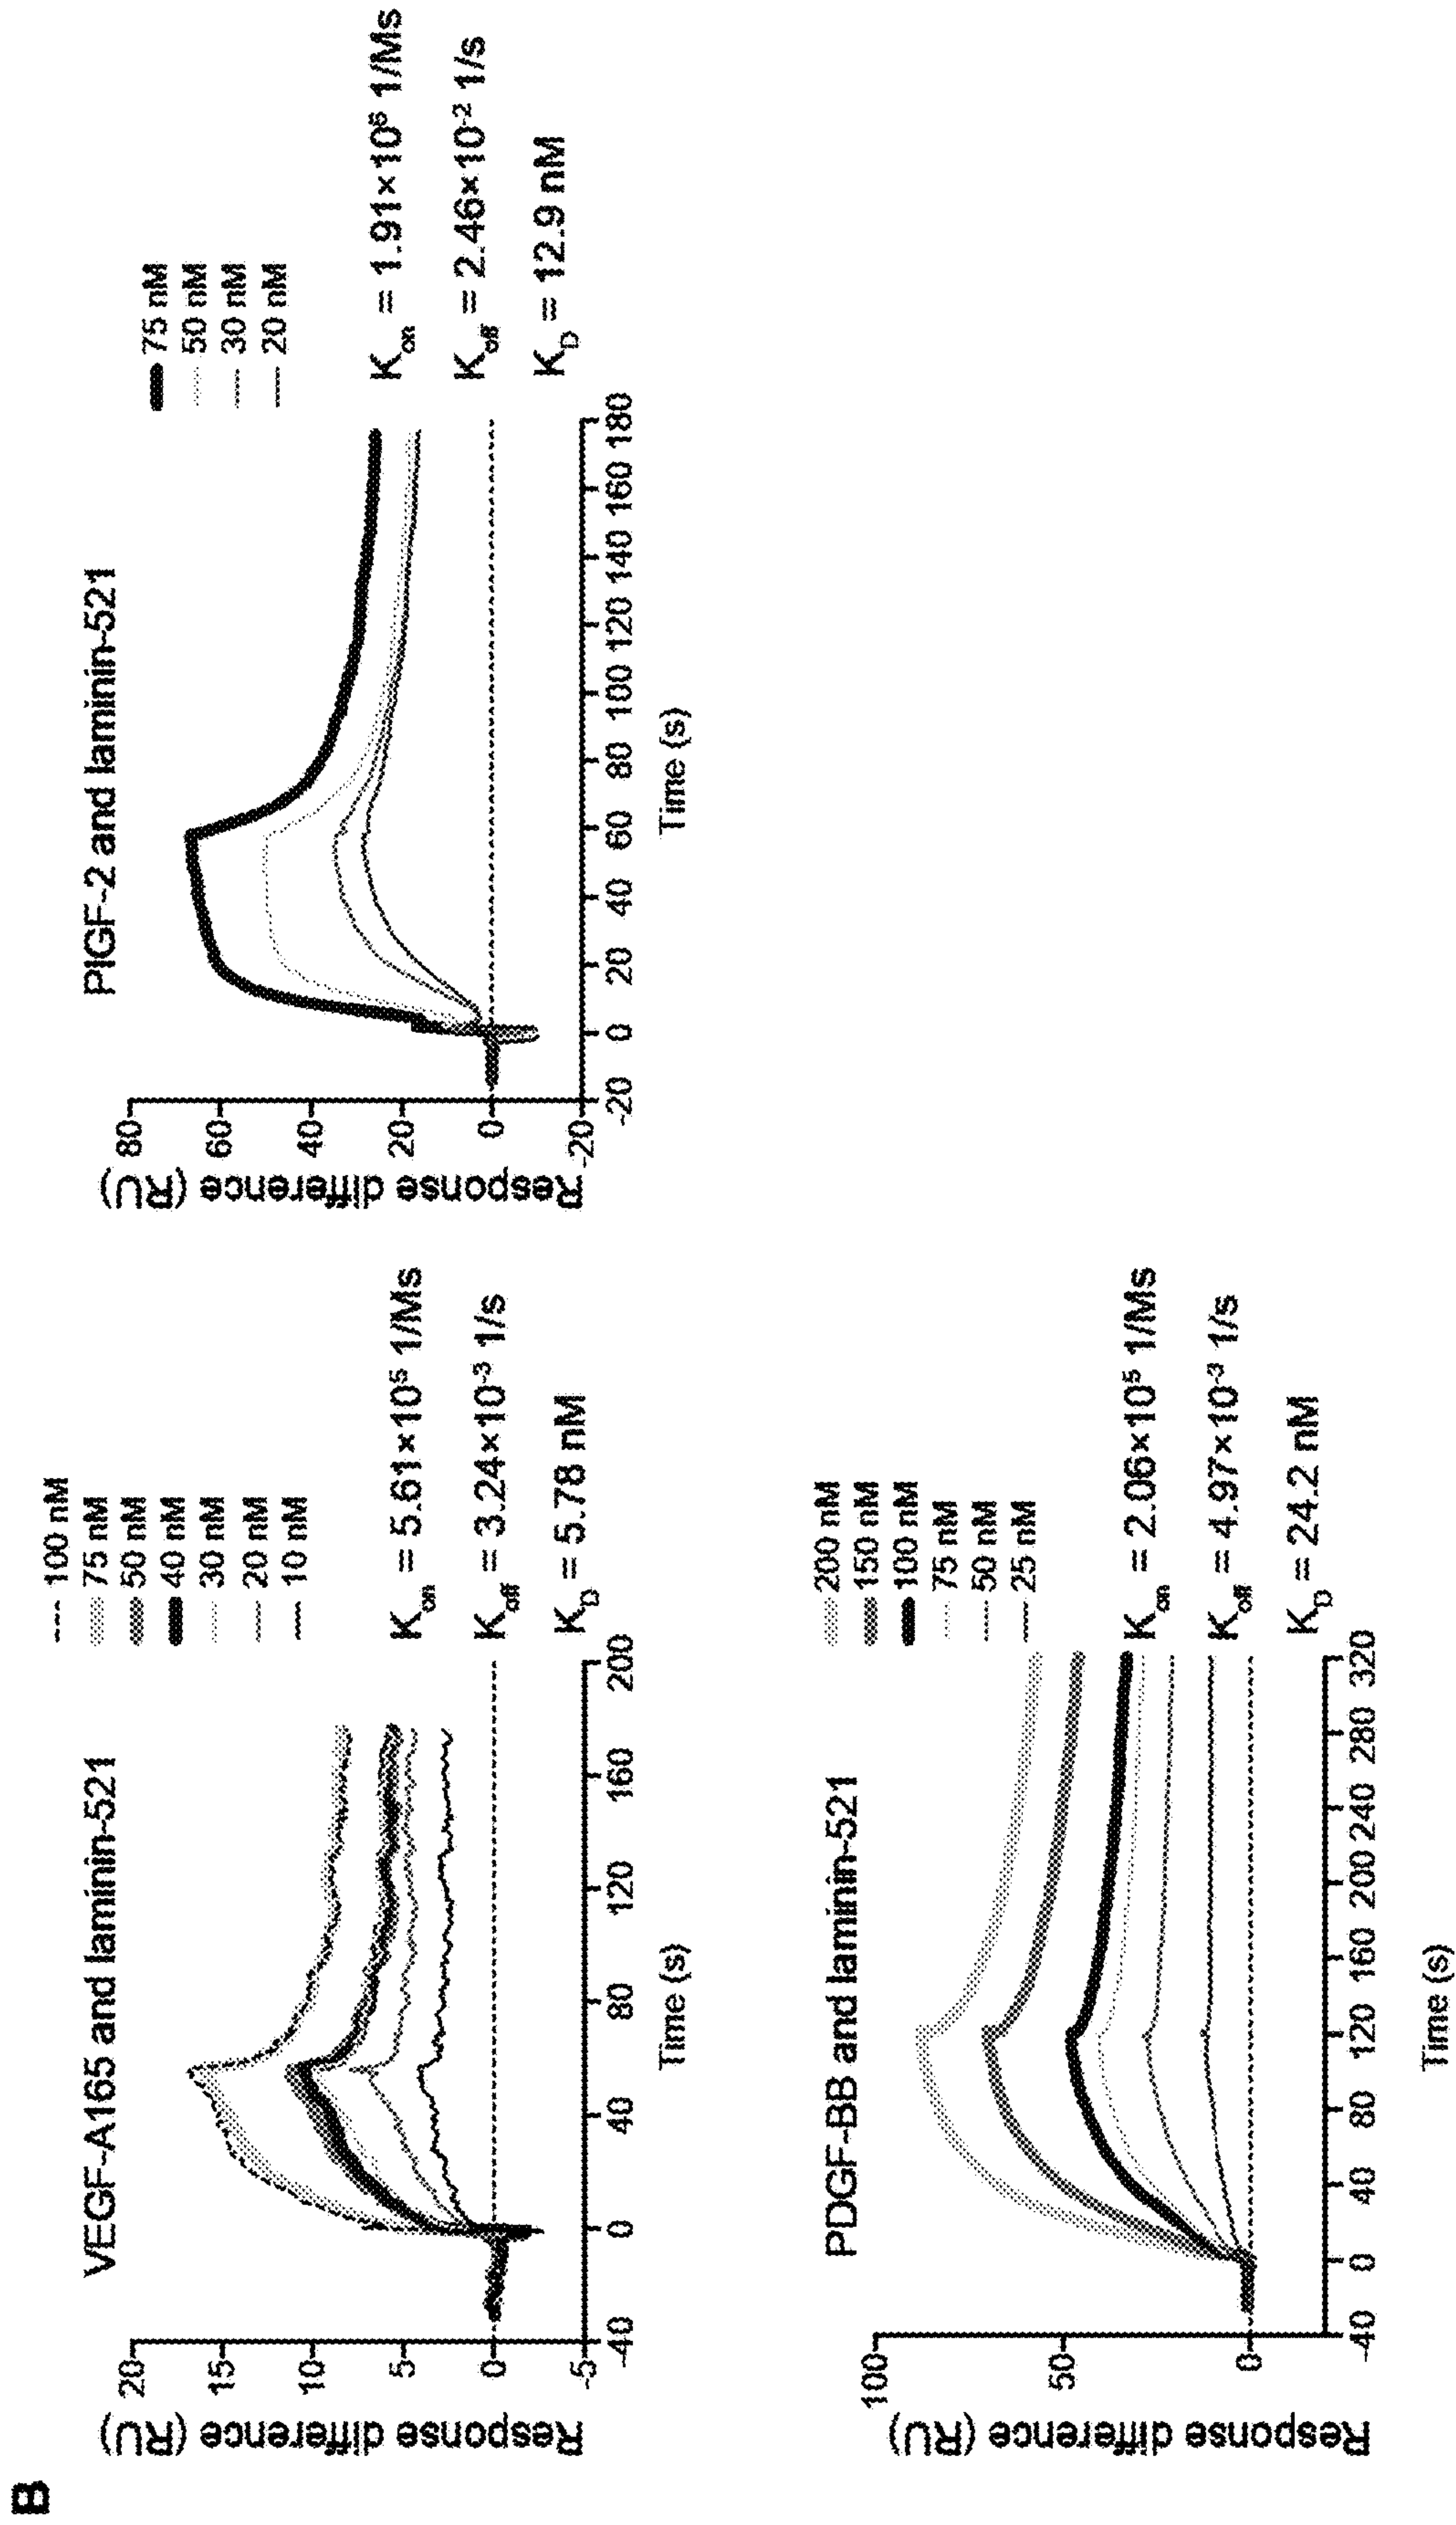 B
VEGF-A165 and laminin-521
Response difference (RU)
20
15
10
5
0
-5
-40 0 40 80 120 160 200
Time (s)
100 nM
75 nM
50 nM
40 nM
30 nM
20 nM
10 nM
Kon = 5.61×10⁵ 1/Ms
Koff = 3.24×10⁻³ 1/s
KD = 5.78 nM
PlGF-2 and laminin-521
Response difference (RU)
80
60
40
20
0
-20
-20 0 20 40 60 80 100 120 140 160 180
Time (s)
75 nM
50 nM
30 nM
20 nM
Kon = 1.91×10⁶ 1/Ms
Koff = 2.46×10⁻² 1/s
KD = 12.9 nM
PDGF-BB and laminin-521
Response difference (RU)
100
50
0
-40 0 40 80 120 160 200 240 280 320
Time (s)
200 nM
150 nM
100 nM
75 nM
50 nM
25 nM
Kon = 2.06×10⁵ 1/Ms
Koff = 4.97×10⁻³ 1/s
KD = 24.2 nM